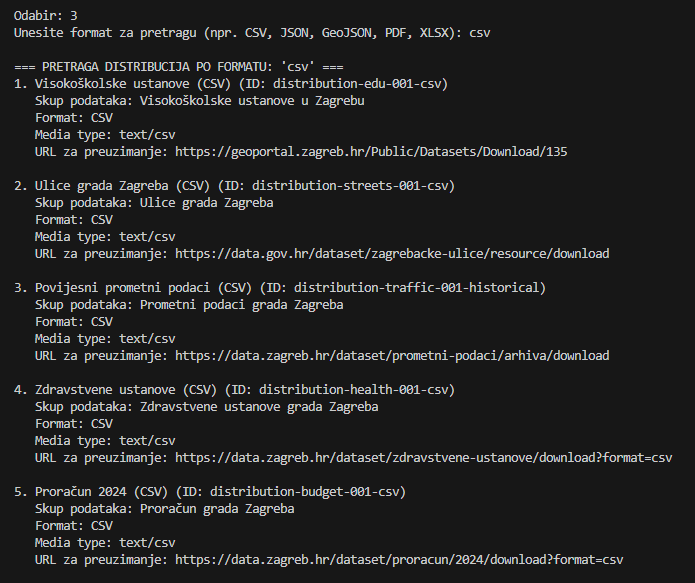 Odabir: 3
Unesite format za pretragu (npr. CSV, JSON, GeoJSON, PDF, XLSX): csv
=== PRETRAGA DISTRIBUCIJA PO FORMATU: 'csv' ===
1. Visokoškolske ustanove (CSV) (ID: distribution-edu-001-csv)
Skup podataka: Visokoškolske ustanove u Zagrebu
Format: CSV
Media type: text/csv
URL za preuzimanje: https://geoportal.zagreb.hr/Public/Datasets/Download/135
2. Ulice grada Zagreba (CSV) (ID: distribution-streets-001-csv)
Skup podataka: Ulice grada Zagreba
Format: CSV
Media type: text/csv
URL za preuzimanje: https://data.gov.hr/dataset/zagrebacke-ulice/resource/download
3. Povijesni prometni podaci (CSV) (ID: distribution-traffic-001-historical)
Skup podataka: Prometni podaci grada Zagreba
Format: CSV
Media type: text/csv
URL za preuzimanje: https://data.zagreb.hr/dataset/prometni-podaci/arhiva/download
4. Zdravstvene ustanove (CSV) (ID: distribution-health-001-csv)
Skup podataka: Zdravstvene ustanove grada Zagreba
Format: CSV
Media type: text/csv
URL za preuzimanje: https://data.zagreb.hr/dataset/zdravstvene-ustanove/download?format=csv
5. Proračun 2024 (CSV) (ID: distribution-budget-001-csv)
Skup podataka: Proračun grada Zagreba
Format: CSV
Media type: text/csv
URL za preuzimanje: https://data.zagreb.hr/dataset/proracun/2024/download?format=csv